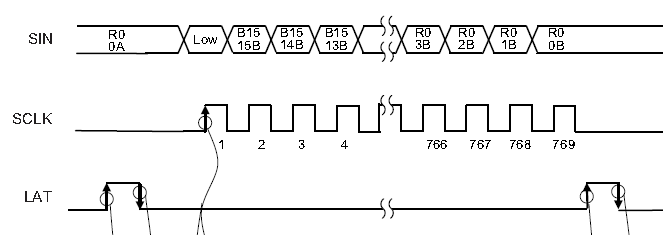 SIN
R0
0A
Low
B15
15B
B15
14B
B15
13B
R0
3B
R0
2B
R0
1B
R0
0B
SCLK
1
2
3
4
766
767
768
769
LAT